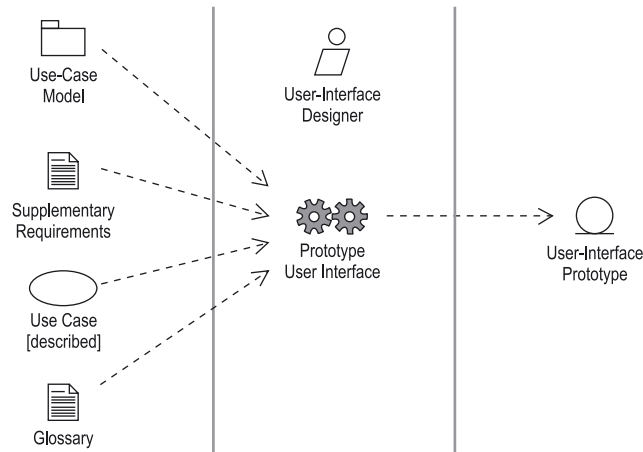 Use-Case
Model
Supplementary
Requirements
Use Case
[described]
Glossary
User-Interface
Designer
Prototype
User Interface
User-Interface
Prototype